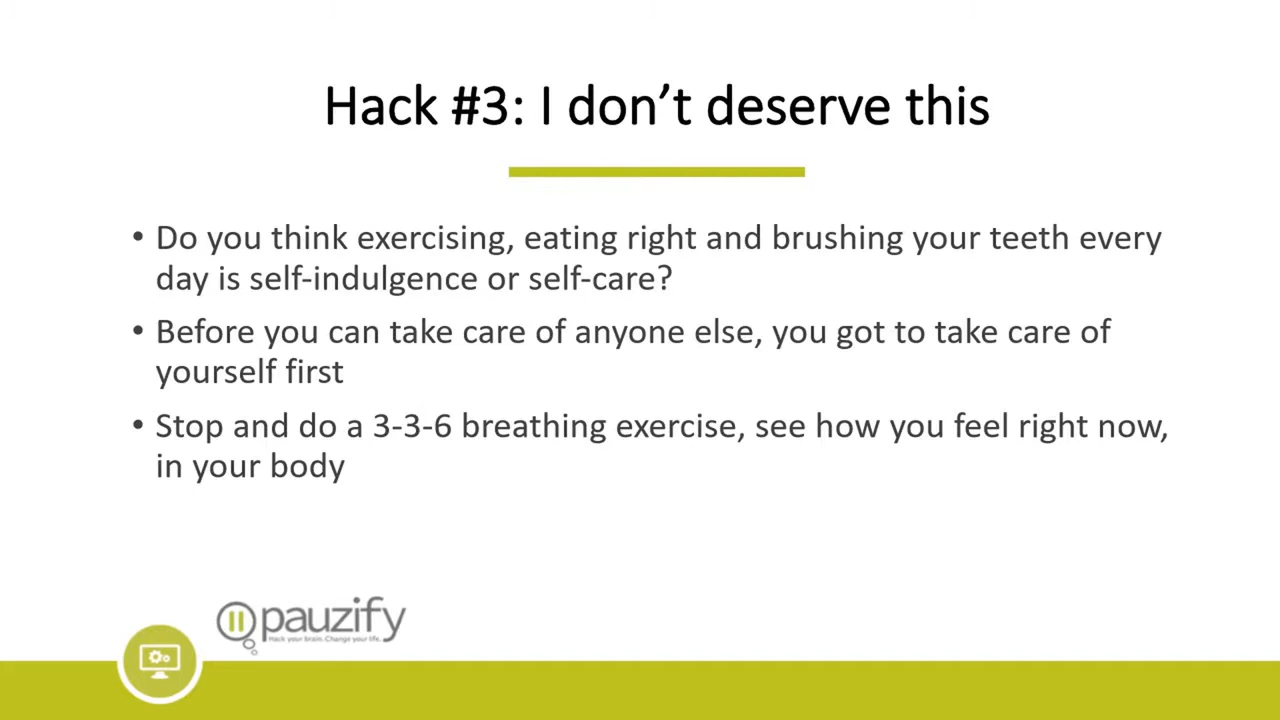 Hack #3: I don’t deserve this
• Do you think exercising, eating right and brushing your teeth every
day is self-indulgence or self-care?
• Before you can take care of anyone else, you got to take care of
yourself first
• Stop and do a 3-3-6 breathing exercise, see how you feel right now,
in your body
pauzify
Hack your brain. Change your life.